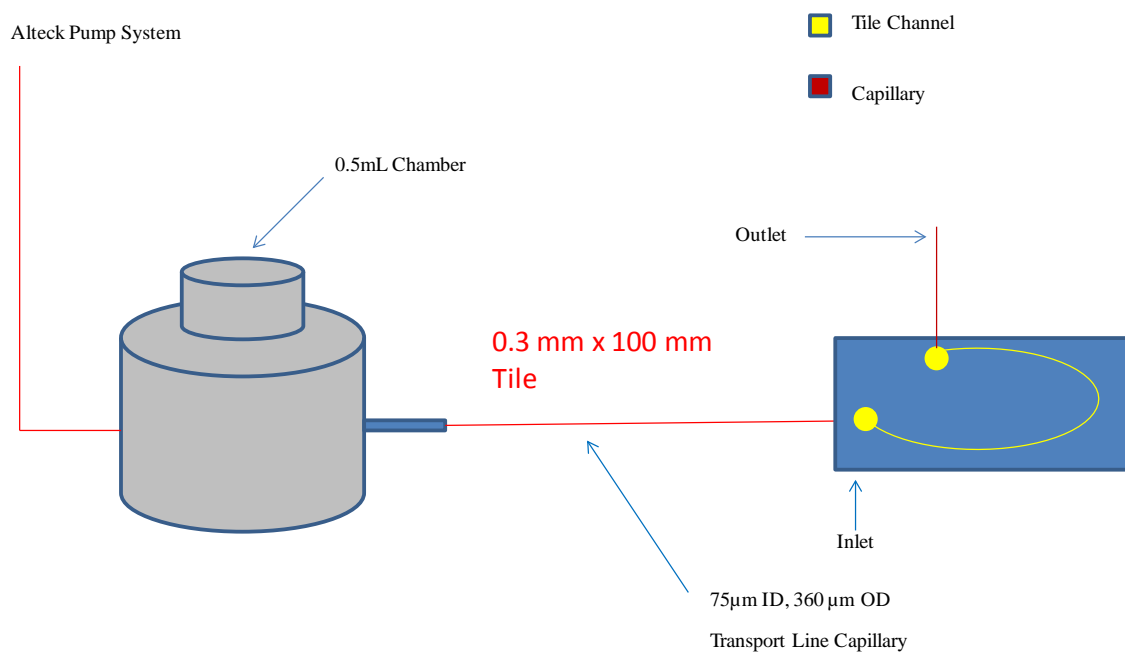 Alteck Pump System
Tile Channel
Capillary
0.5mL Chamber
Outlet
0.3 mm x 100 mm
Tile
Inlet
75µm ID, 360 µm OD
Transport Line Capillary